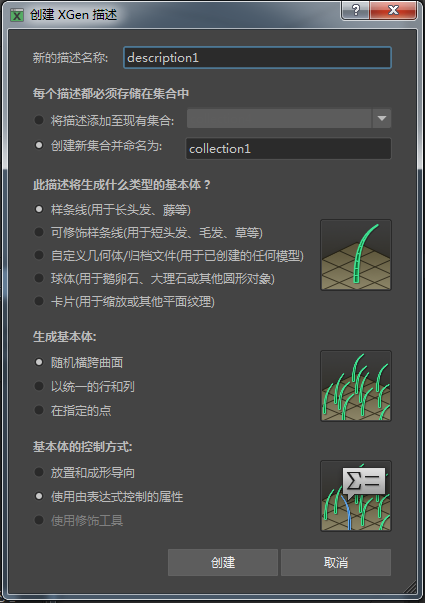 创建 XGen 描述
新的描述名称: description1
每个描述都必须存储在集合中
将描述添加至现有集合:
创建新集合并命名为: collection1
此描述将生成什么类型的基本体？
样条线(用于长头发、藤等)
可修饰样条线(用于短头发、毛发、草等)
自定义几何体/归档文件(用于已创建的任何模型)
球体(用于鹅卵石、大理石或其他圆形对象)
卡片(用于缩放或其他平面纹理)
生成基本体:
随机横跨曲面
以统一的行和列
在指定的点
基本体的控制方式:
放置和成形导向
使用由表达式控制的属性
使用修饰工具
Σ=
创建 取消